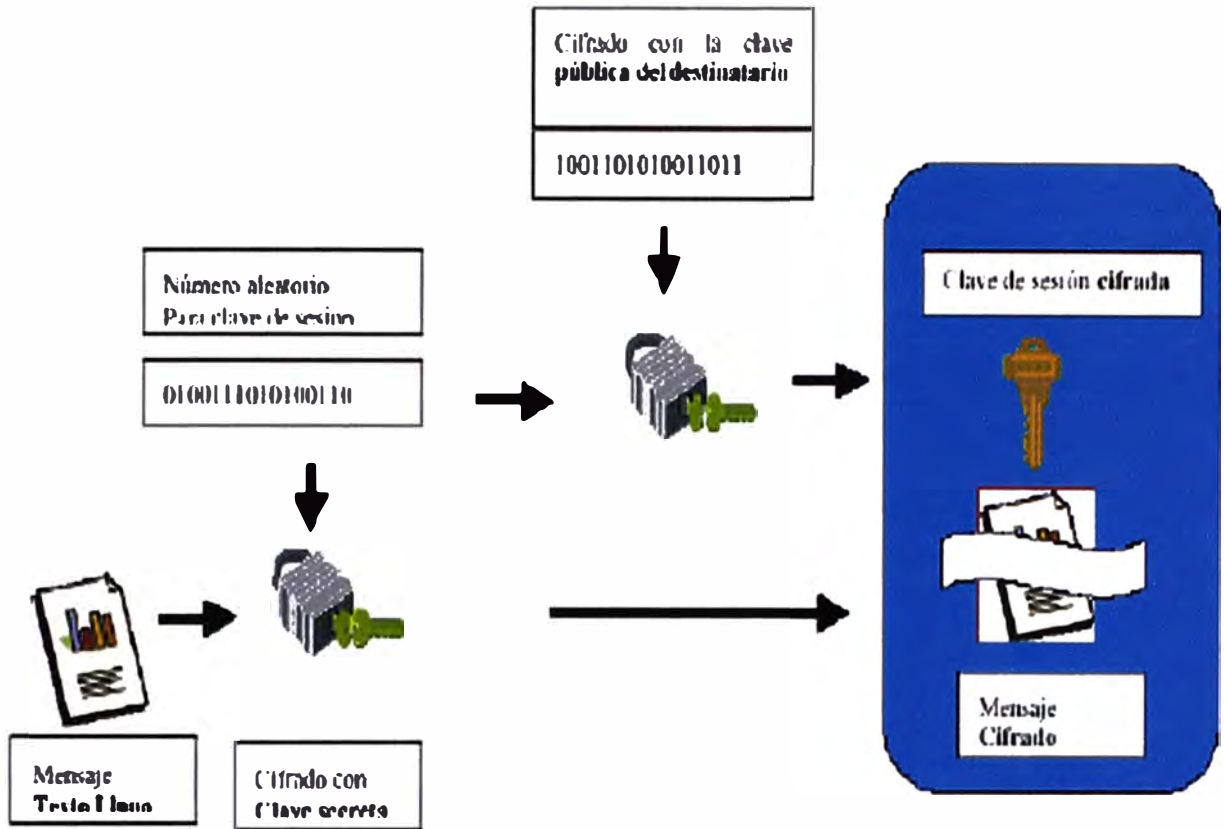 Cifrado con la clave
pública del destinatario
1001101010011011
Número aleatorio
Para clave de sesino
0100111010100110
Clave de sesión cifrada
Mensaje
Cifrado
Mensaje
Texto Llano
Cifrado con
Clave secreta